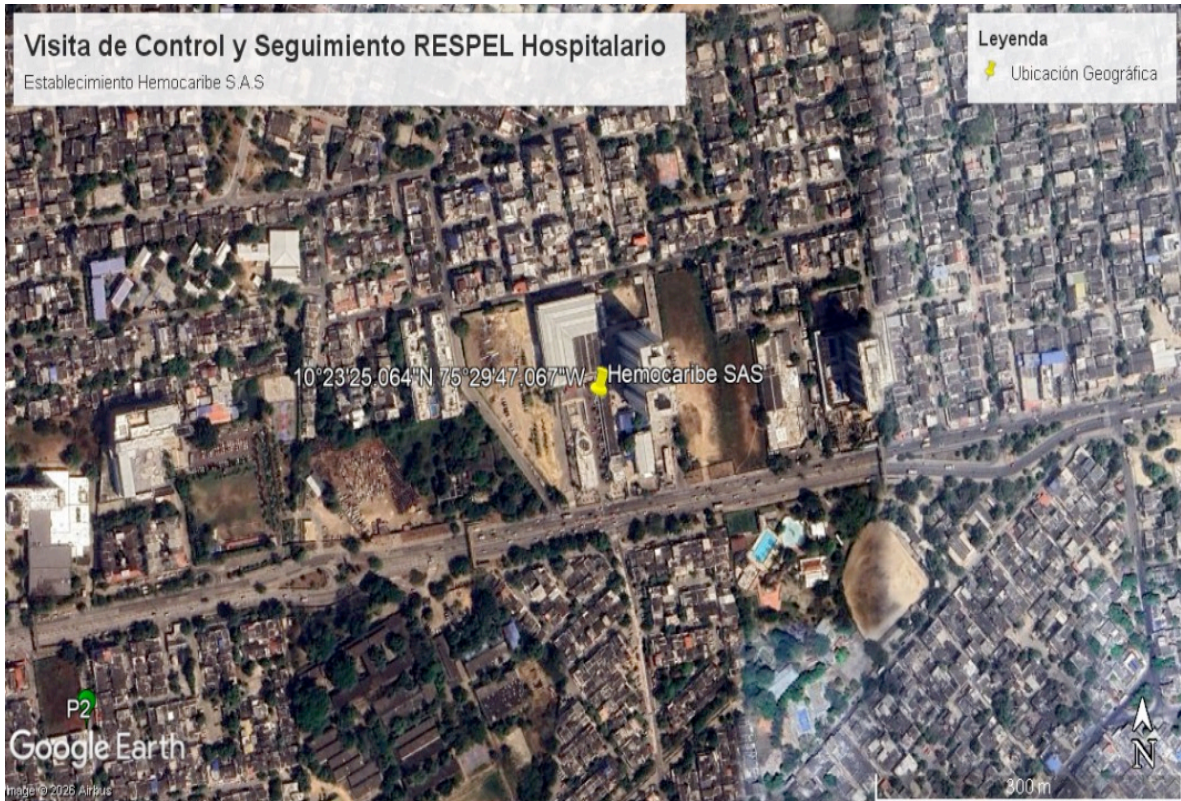 Visita de Control y Seguimiento RESPEL Hospitalario
Establecimiento Hemocaribe S.A.S
Leyenda
Ubicación Geográfica
10°23'25.064"N 75°29'47.067"W
Hemocaribe SAS
P2
Google Earth
Image © 2026 Airbus
N
300 m